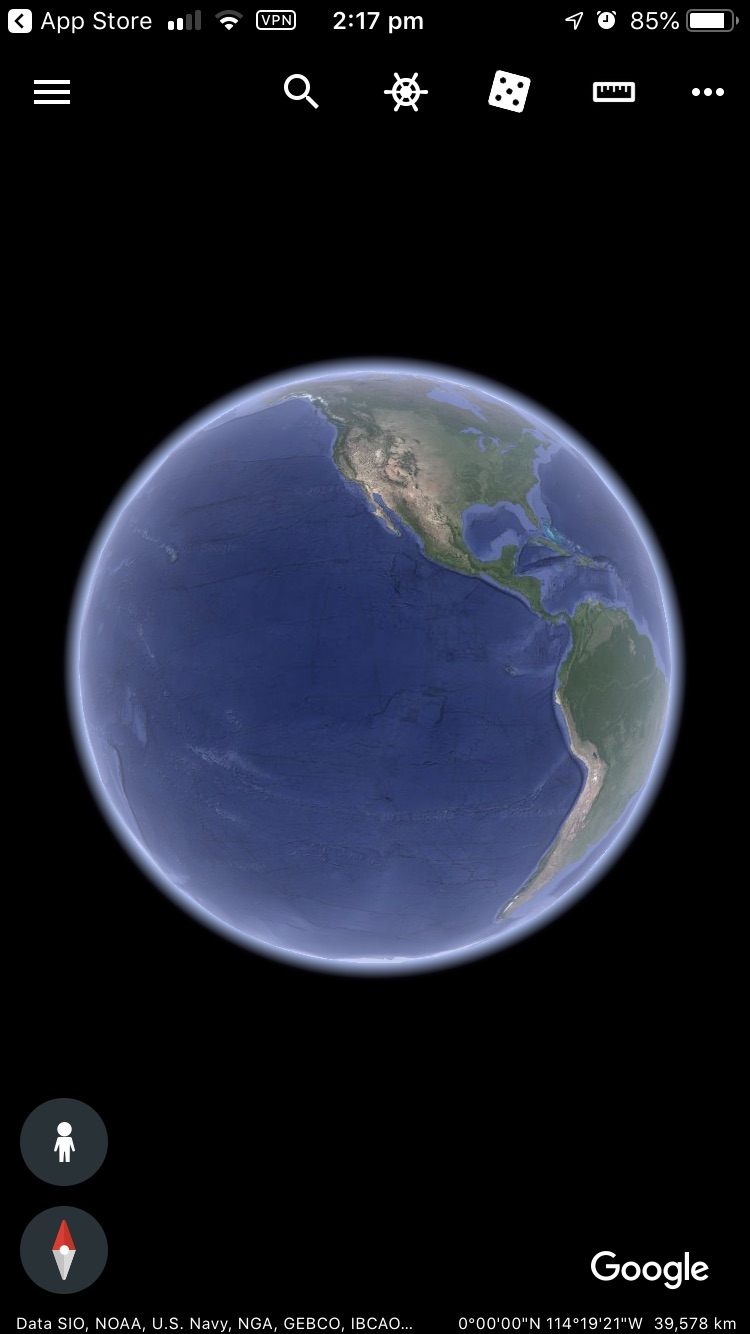 App Store VPN 2:17 pm 85%
Google
Data SIO, NOAA, U.S. Navy, NGA, GEBCO, IBCAO... 0°00'00"N 114°19'21"W 39,578 km